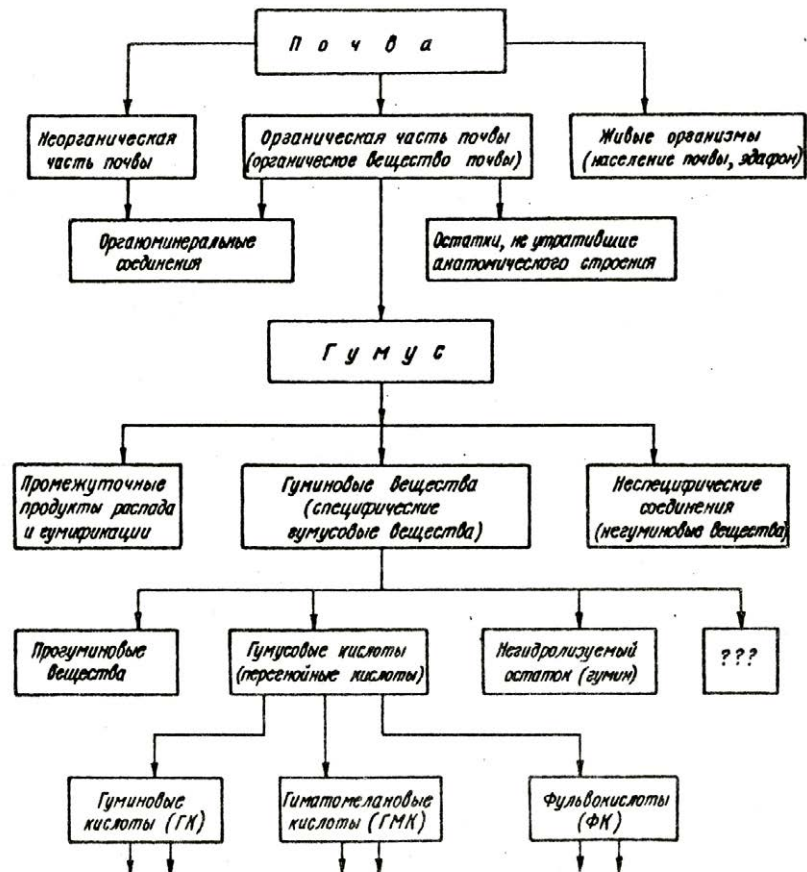 Почва
Неорганическая
часть почвы
Органическая часть почвы
(органическое вещество почвы)
Живые организмы
(население почвы, эдафон)
Органоминеральные
соединения
Остатки, не утратившие
анатомического строения
Гумус
Промежуточные
продукты распада
и гумификации
Гуминовые вещества
(специфические
гумусовые вещества)
Неспецифические
соединения
(негуминовые вещества)
Прогуминовые
вещества
Гумусовые кислоты
(персенойные кислоты)
Негидролизуемый
остаток (гумин)
???
Гуминовые
кислоты (ГК)
Гиматомелановые
кислоты (ГМК)
Фульвокислоты
(ФК)